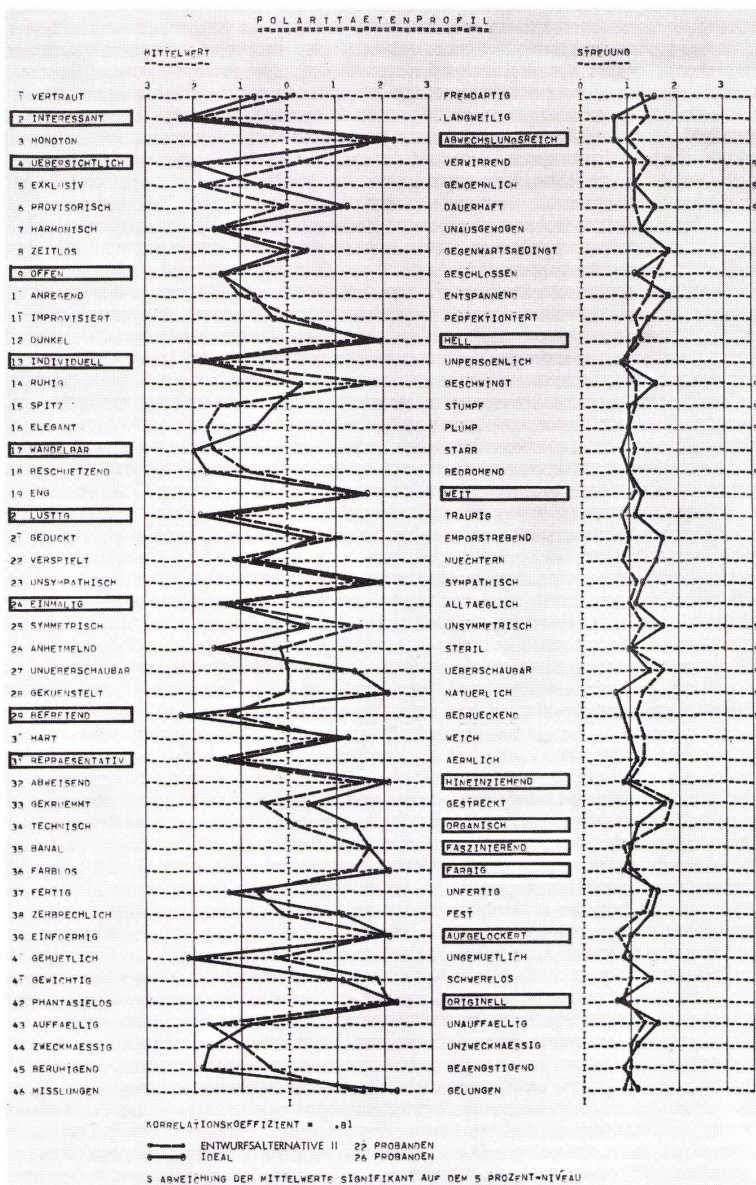 POLARITAETENPROFIL
MITTELWERT STREUUNG
3 2 1 0 1 2 3 0 1 2 3
1 VERTRAUT FREMDARTIG
2 INTERESSANT LANGWEILIG
3 MONOTON ABWECHSLUNGSREICH
4 UEBERSICHTLICH VERWIRREND
5 EXKLUSIV GEWOEHNLICH
6 PROVISORISCH DAUERHAFT
7 HARMONISCH UNAUSGEWOGEN
8 ZEITLOS GEGENWARTSBEDINGT
9 OFFEN GESCHLOSSEN
1 ANREGEND ENTSPANNEND
11 IMPROVISIERT PERFEKTIONIERT
12 DUNKEL HELL
13 INDIVIDUELL UNPERSOENLICH
14 RUHIG BESCHWINGT
15 SPITZ STUMPF
16 ELEGANT PLUMP
17 WANDELBAR STARR
18 BESCHUETZEND BEDROHEND
19 ENG WEIT
2 LUSTIG TRAURIG
21 GEDUCKT EMPORSTREBEND
22 VERSPIELT NUECHTERN
23 UNSYMPATHISCH SYMPATHISCH
24 EINMALIG ALLTAEGLICH
25 SYMMETRISCH UNSYMMETRISCH
26 ANHEIMELND STERIL
27 UNUEBERSCHAUBAR UEBERSCHAUBAR
28 GEKUENSTELT NATUERLICH
29 BEFREIEND BEDRUECKEND
3 HART WEICH
31 REPRAESENTATIV AERMLICH
32 ABWEISEND HINEINZIEHEND
33 GEKRUEMMT GESTRECKT
34 TECHNISCH ORGANISCH
35 BANAL FASZINIEREND
36 FARBLOS FARBIG
37 FERTIG UNFERTIG
38 ZERBRECHLICH FEST
39 EINFOERMIG AUFGELOCKERT
4 GEMUETLICH UNGEMUETLICH
41 GEWICHTIG SCHWERELOS
42 PHANTASIELOS ORIGINELL
43 AUFFAELLIG UNAUFFAELLIG
44 ZWECKMAESSIG UNZWECKMAESSIG
45 BERUHIGEND BEAENGSTIGEND
46 MISSLUNGEN GELUNGEN
KORRELATIONSKOEFFIZIENT = .81
ENTWURFSALTERNATIVE II 22 PROBANDEN
IDEAL 26 PROBANDEN
S ABWEICHUNG DER MITTELWERTE SIGNIFIKANT AUF DEM 5 PROZENT-NIVEAU